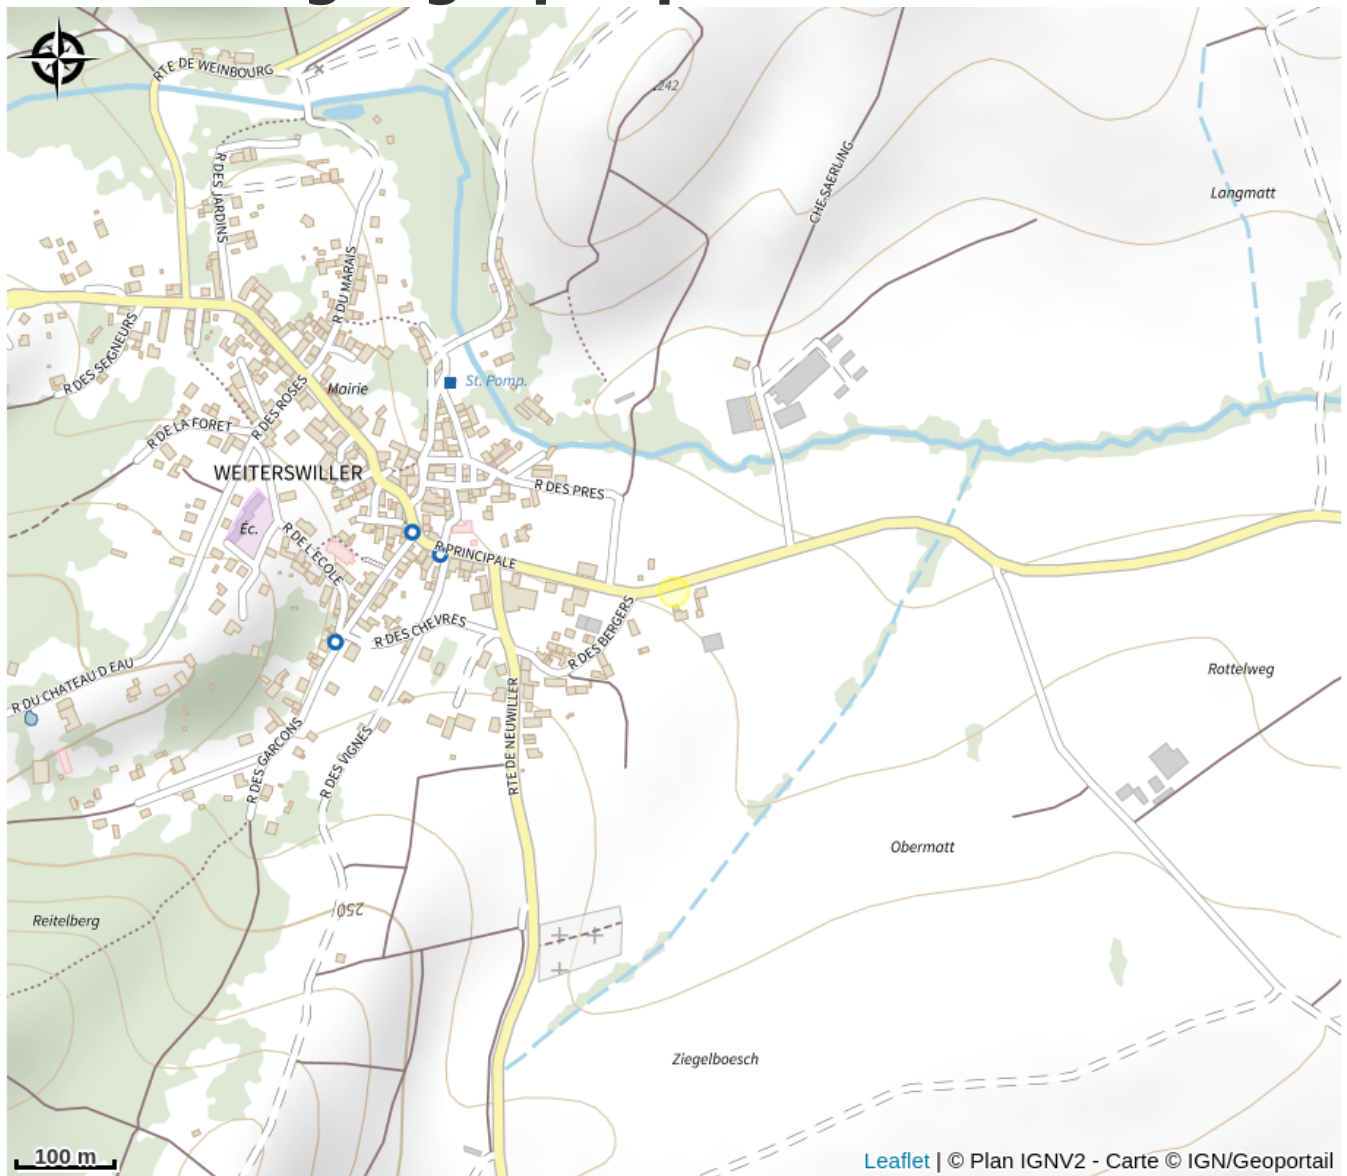 RTE DE WEINBOURG
242
R DES JARDINS
CHE SAERLING
Langmatt
R DU MARAIS
R DES SEIGNEURS
Mairie
St. Pomp.
R DES ROSES
R DE LA FORET
WEITERSWILLER
R DES PRES
Éc.
R DE L'ECOLE
R PRINCIPALE
R DES CHEVRES
R DES BERGERS
R DU CHATEAU D EAU
Rottelweg
RTE DE NEUWILLER
R DES GARCONS
R DES VIGNES
Obermatt
250
Reitelberg
Ziegelboesch
100 m
Leaflet | © Plan IGNV2 - Carte © IGN/Geoportail